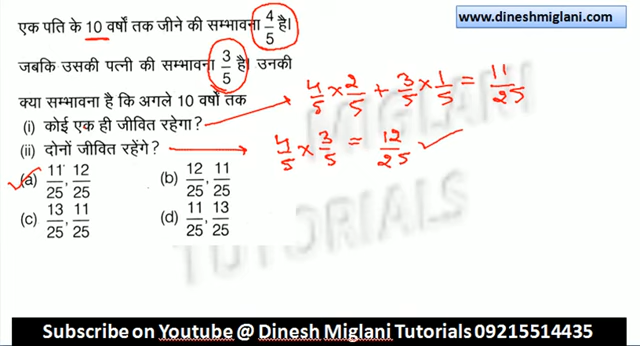 www.dineshmiglani.com
एक पति के 10 वर्षों तक जीने की सम्भावना 4/5 है।
जबकि उसकी पत्नी की सम्भावना 3/5 है। उनकी
क्या सम्भावना है कि अगले 10 वर्षों तक
(i) कोई एक ही जीवित रहेगा?
4/5 × 2/5 + 3/5 × 1/5 = 11/25
(ii) दोनों जीवित रहेंगे?
4/5 × 3/5 = 12/25
(a) 11/25, 12/25 (b) 12/25, 11/25
(c) 13/25, 11/25 (d) 11/25, 13/25
MIGLANI
TUTORIALS
Subscribe on Youtube @ Dinesh Miglani Tutorials 09215514435